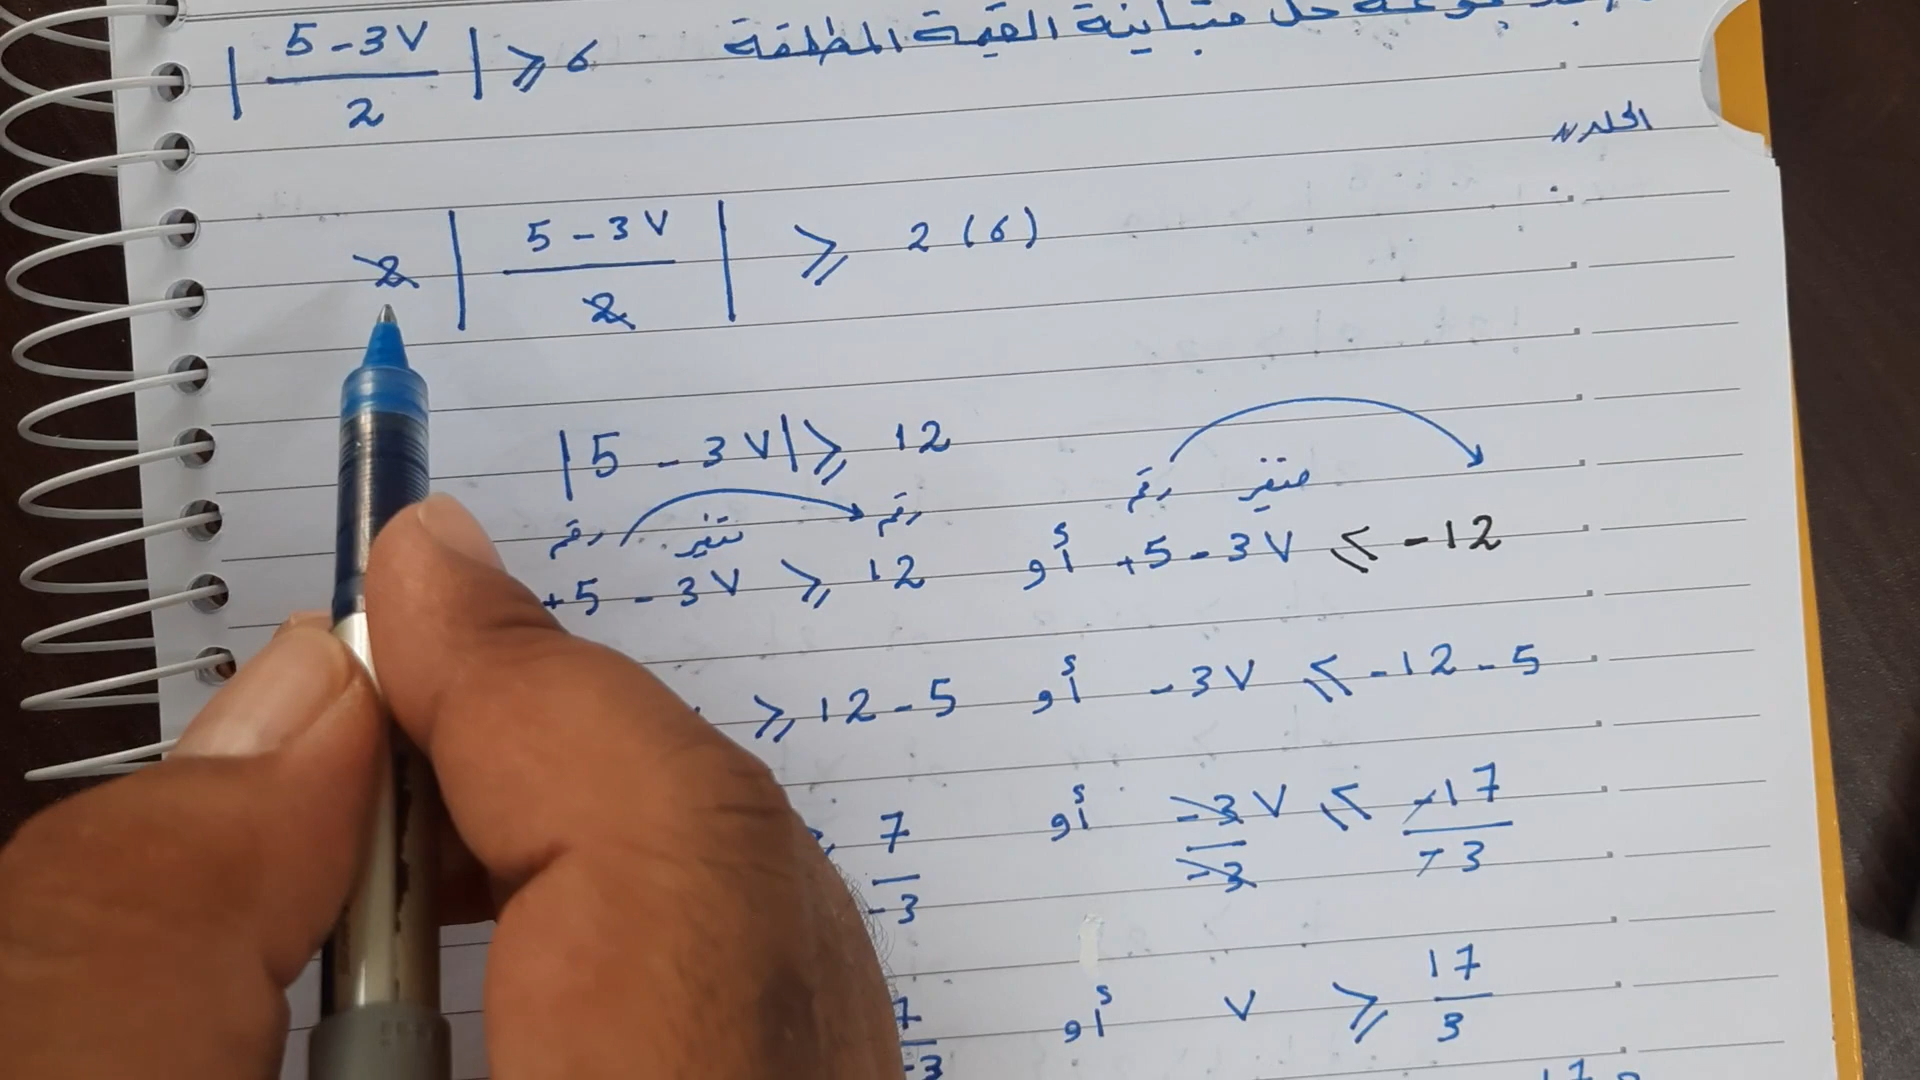 حل متباينة القيمة المطلقة | 5 - 3V / 2 | ≥ 6
الحل //
2 | 5 - 3V / 2 | ≥ 2 (6)
| 5 - 3V | ≥ 12
رقم متغير رقم رقم متغير
+5 - 3V ≥ 12 أو +5 - 3V ≤ -12
≥ 12 - 5 أو -3V ≤ -12 - 5
7 / -3 أو -3V / -3 ≤ -17 / -3
7 / -3 أو V ≥ 17 / 3